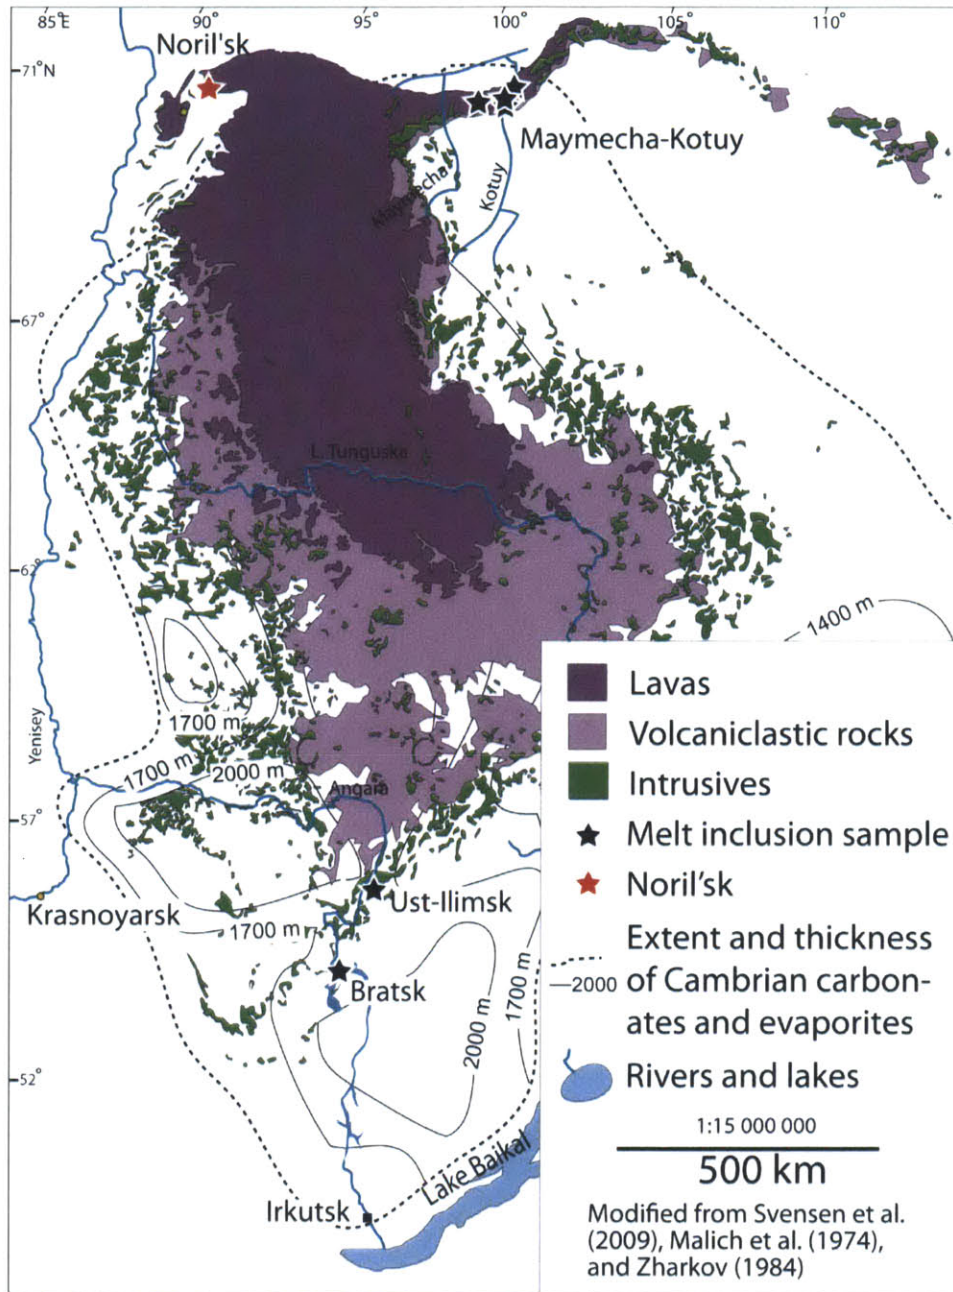 85°E 90° 95° 100° 105° 110°
Noril'sk
71°N
Maymecha-Kotuy
Maymecha
Kotuy
67°
L. Tunguska
62°
1400 m
Yenisey
1700 m
1700 m
2000 m
Angara
57°
Krasnoyarsk
Ust-Ilimsk
1700 m
Bratsk
2000 m
1700 m
52°
Lake Baikal
Irkutsk
Lavas
Volcaniclastic rocks
Intrusives
Melt inclusion sample
Noril'sk
Extent and thickness
2000 of Cambrian carbon-
ates and evaporites
Rivers and lakes
1:15 000 000
500 km
Modified from Svensen et al.
(2009), Malich et al. (1974),
and Zharkov (1984)